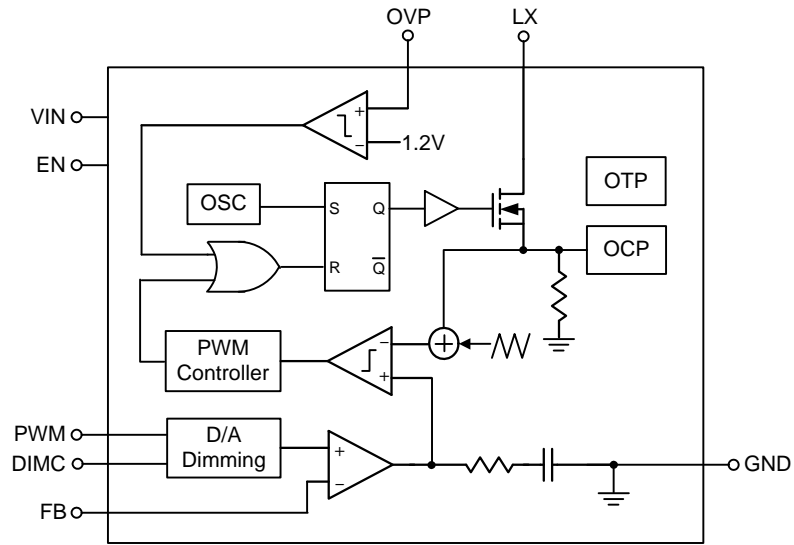 OVP
LX
VIN
EN
+
−
1.2V
OTP
OSC
S
Q
OCP
R
Q̅
PWM
Controller
−
+
+
PWM
DIMC
D/A
Dimming
+
−
GND
FB